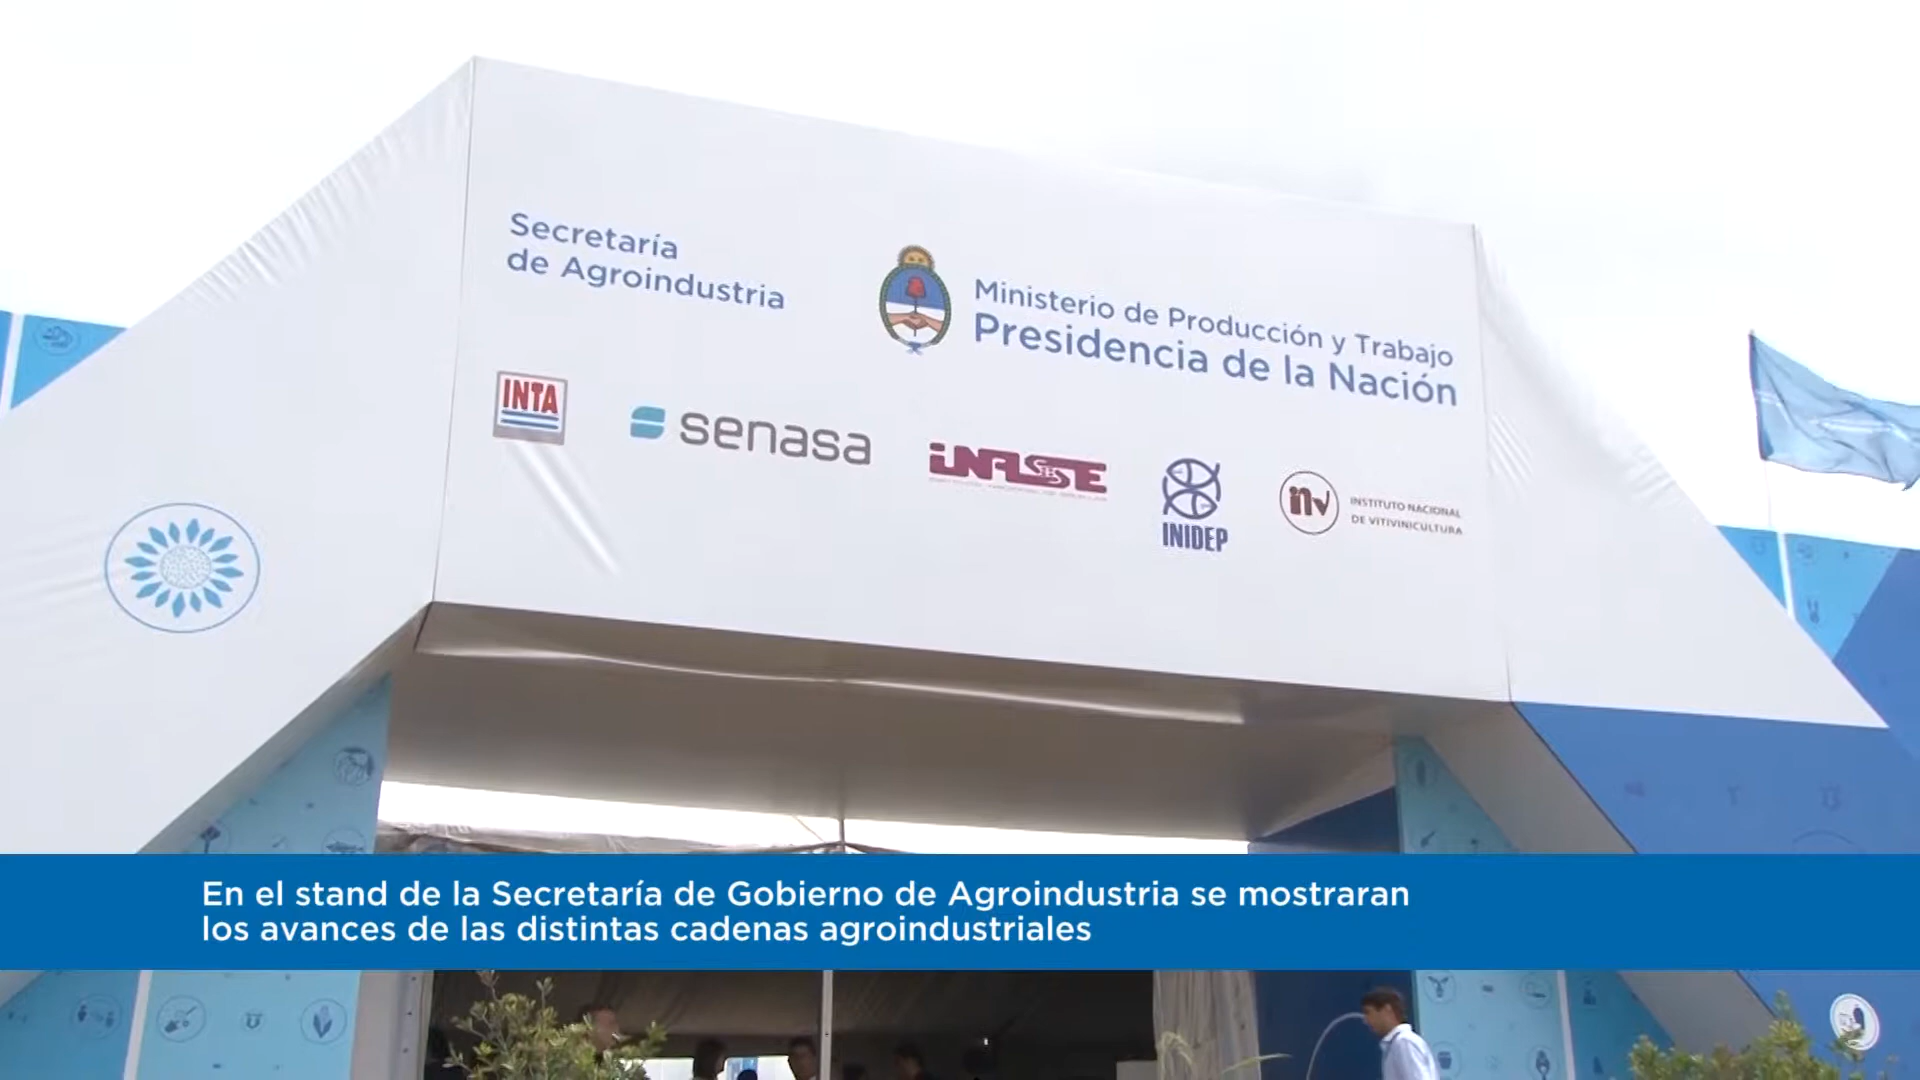 Secretaría
de Agroindustria
Ministerio de Producción y Trabajo
Presidencia de la Nación
INTA
senasa
INASE
INIDEP
inv
INSTITUTO NACIONAL
DE VITIVINICULTURA
En el stand de la Secretaría de Gobierno de Agroindustria se mostraran
los avances de las distintas cadenas agroindustriales